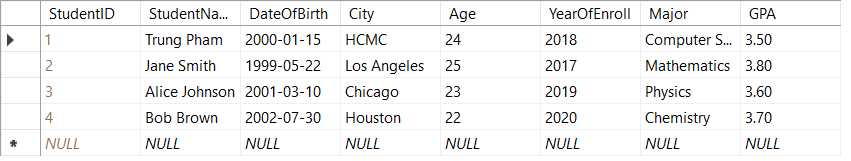 StudentID StudentNa... DateOfBirth City Age YearOfEnroll Major GPA
1 Trung Pham 2000-01-15 HCMC 24 2018 Computer S... 3.50
2 Jane Smith 1999-05-22 Los Angeles 25 2017 Mathematics 3.80
3 Alice Johnson 2001-03-10 Chicago 23 2019 Physics 3.60
4 Bob Brown 2002-07-30 Houston 22 2020 Chemistry 3.70
NULL NULL NULL NULL NULL NULL NULL NULL